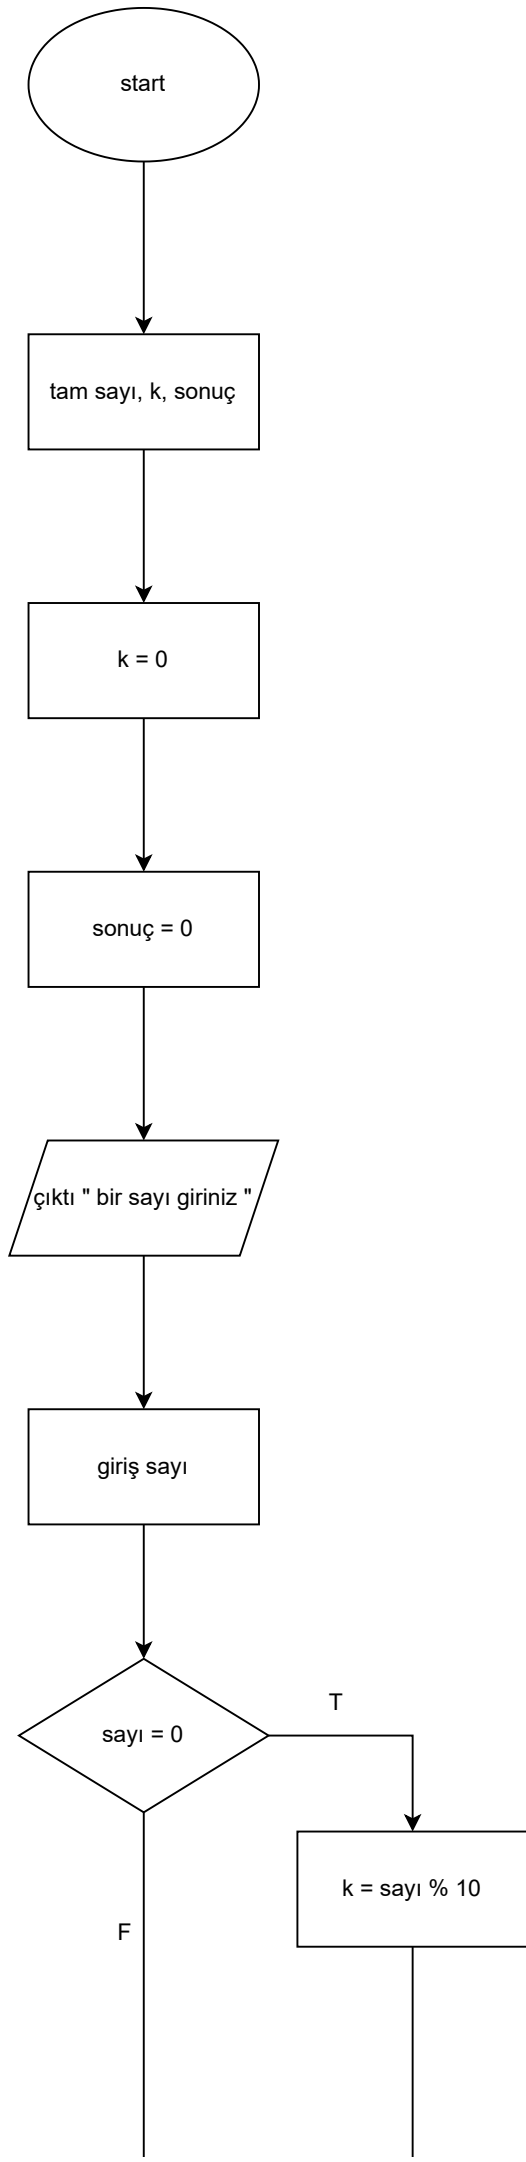 start
tam sayı, k, sonuç
k = 0
sonuç = 0
çıktı " bir sayı giriniz "
giriş sayı
sayı = 0
T
k = sayı % 10
F